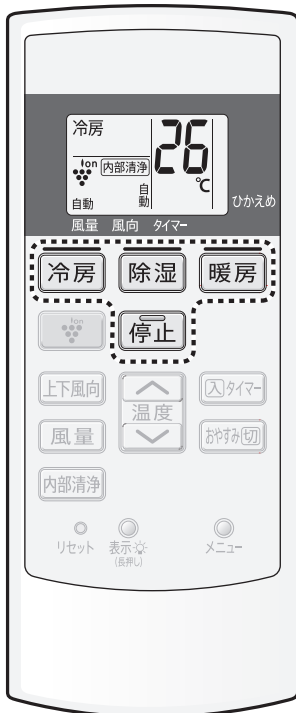 冷房 26℃
ion 内部清浄
自動 自動
ひかえめ
風量 風向 タイマー
冷房 除湿 暖房
ion 停止
上下風向 温度 入タイマー
風量 おやすみ切
内部清浄
リセット 表示 メニュー
(長押し)